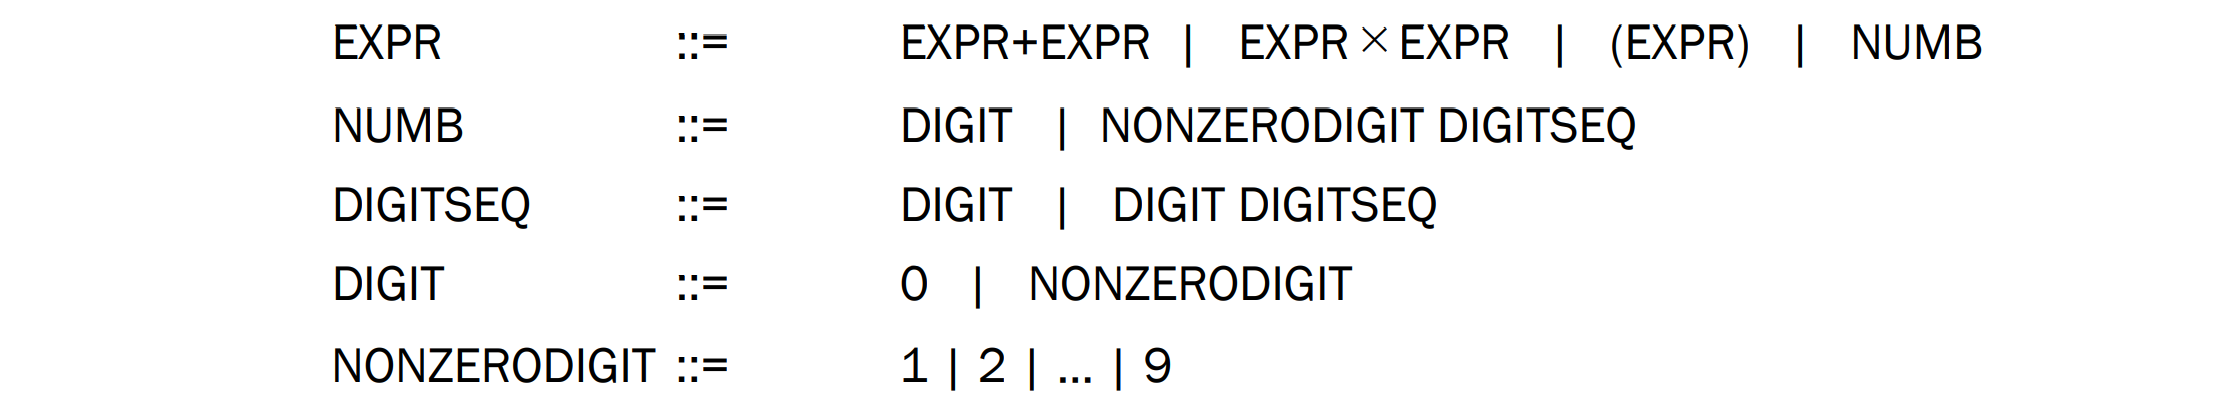 EXPR ::= EXPR+EXPR | EXPR × EXPR | (EXPR) | NUMB
NUMB ::= DIGIT | NONZERODIGIT DIGITSEQ
DIGITSEQ ::= DIGIT | DIGIT DIGITSEQ
DIGIT ::= 0 | NONZERODIGIT
NONZERODIGIT ::= 1 | 2 | ... | 9